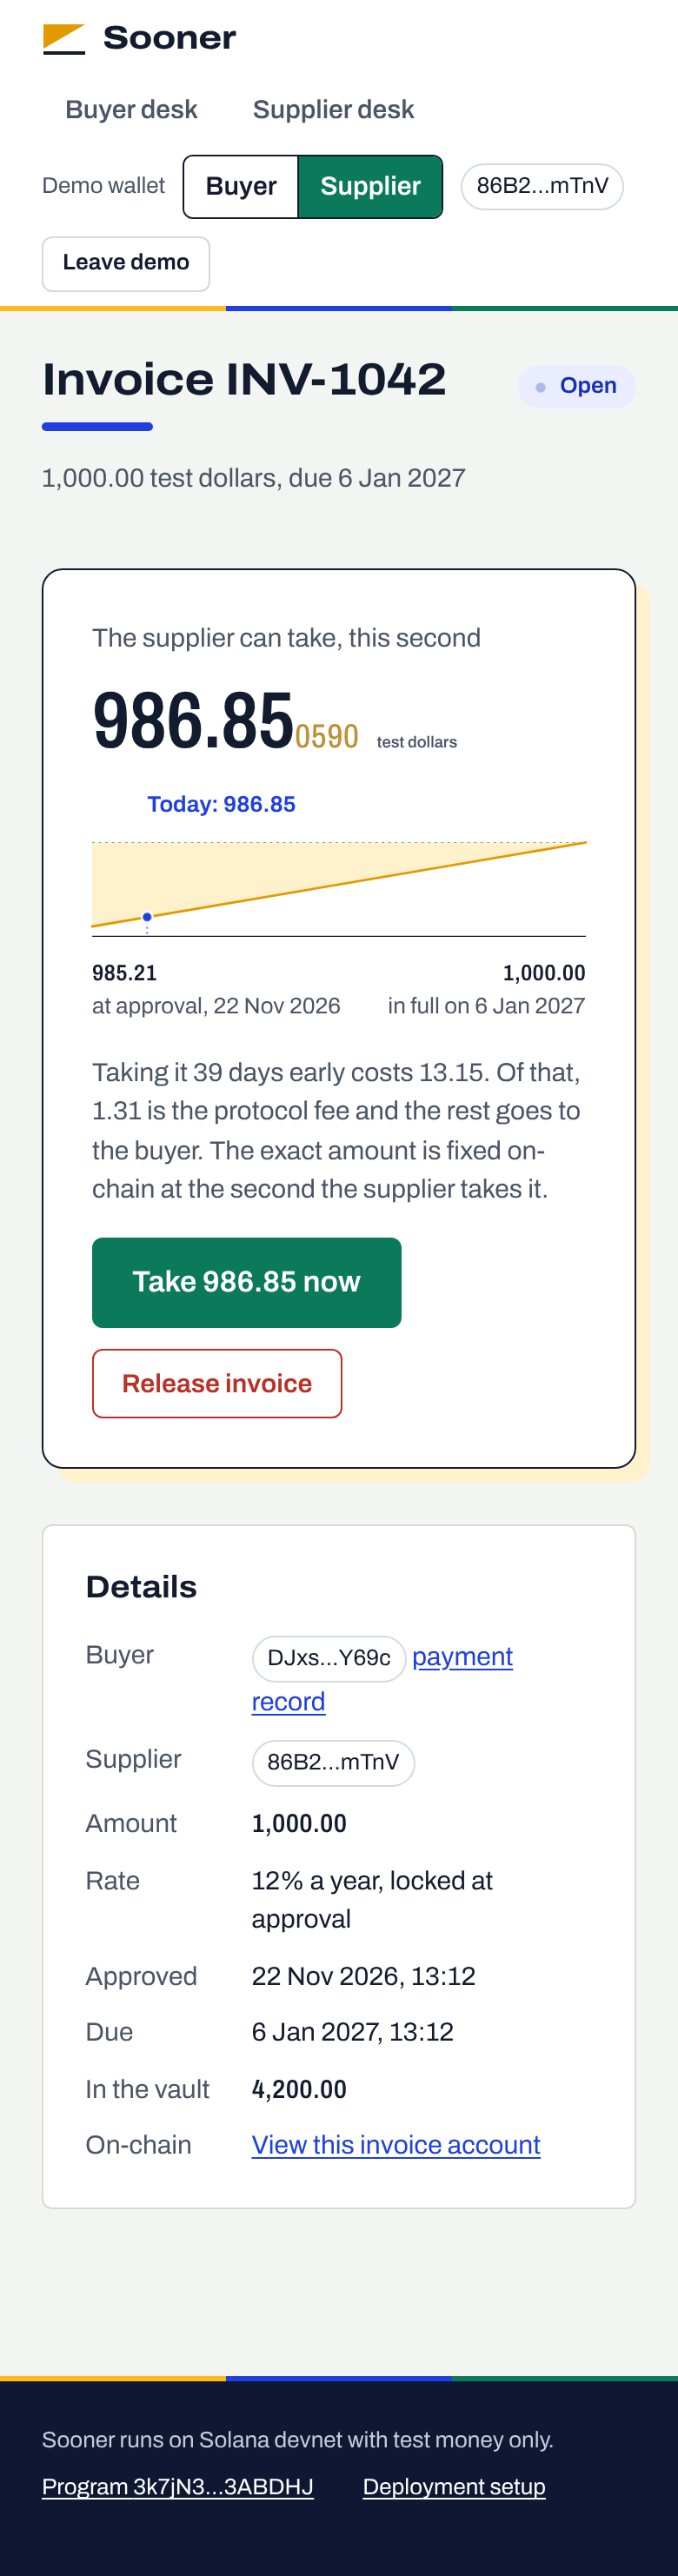 Sooner
Buyer desk Supplier desk
Demo wallet Buyer Supplier 86B2...mTnV
Leave demo
Invoice INV-1042 Open
1,000.00 test dollars, due 6 Jan 2027
The supplier can take, this second
986.850590 test dollars
Today: 986.85
985.21 1,000.00
at approval, 22 Nov 2026 in full on 6 Jan 2027
Taking it 39 days early costs 13.15. Of that,
1.31 is the protocol fee and the rest goes to
the buyer. The exact amount is fixed on-
chain at the second the supplier takes it.
Take 986.85 now
Release invoice
Details
Buyer DJxs...Y69c payment
record
Supplier 86B2...mTnV
Amount 1,000.00
Rate 12% a year, locked at
approval
Approved 22 Nov 2026, 13:12
Due 6 Jan 2027, 13:12
In the vault 4,200.00
On-chain View this invoice account
Sooner runs on Solana devnet with test money only.
Program 3k7jN3...3ABDHJ Deployment setup